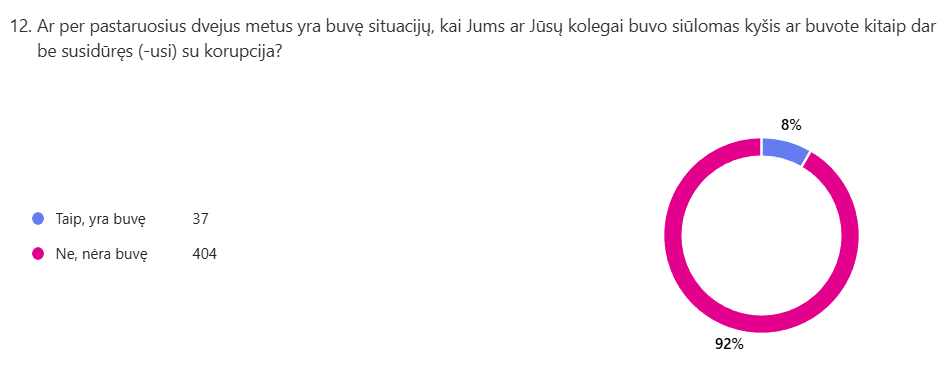 12. Ar per pastaruosius dvejus metus yra buvę situacijų, kai Jums ar Jūsų kolegai buvo siūlomas kyšis ar buvote kitaip dar
be susidūręs (-usi) su korupcija?
8%
Taip, yra buvę 37
Ne, nėra buvę 404
92%